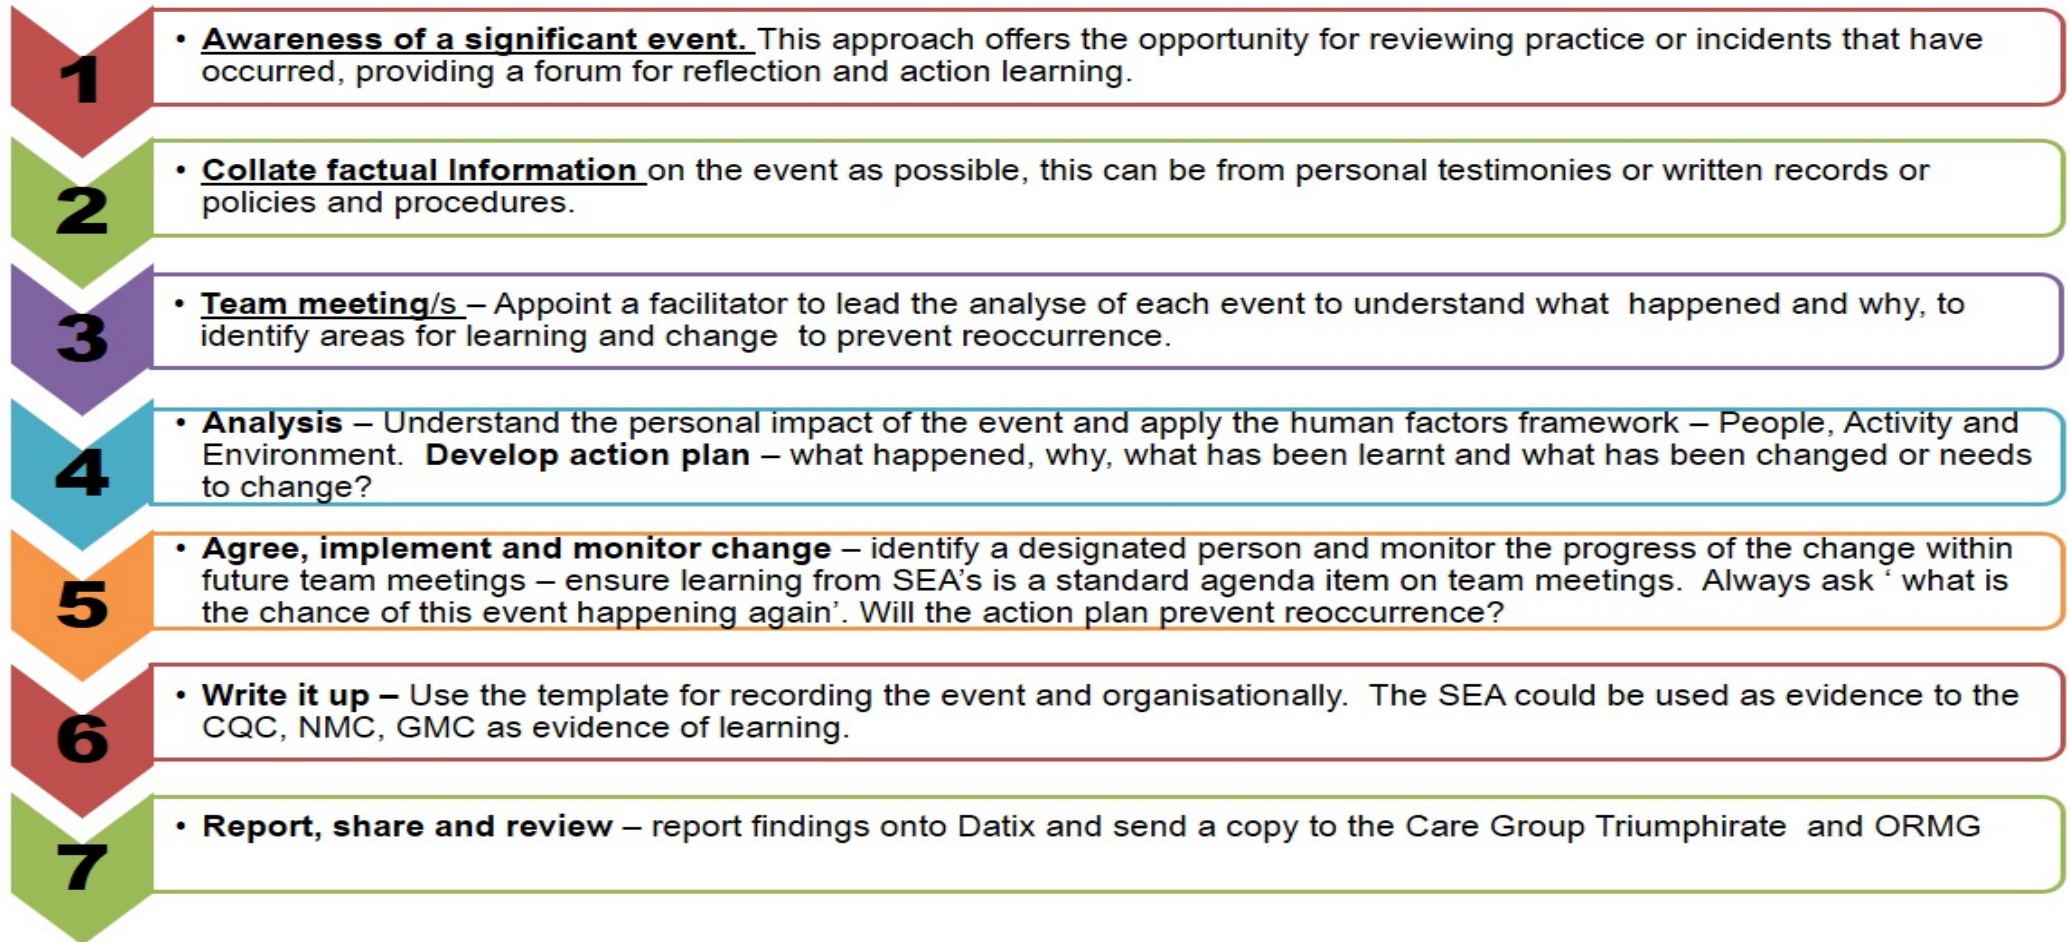 1
• Awareness of a significant event. This approach offers the opportunity for reviewing practice or incidents that have
occurred, providing a forum for reflection and action learning.
2
• Collate factual Information on the event as possible, this can be from personal testimonies or written records or
policies and procedures.
3
• Team meeting/s – Appoint a facilitator to lead the analyse of each event to understand what  happened and why, to
identify areas for learning and change  to prevent reoccurrence.
4
• Analysis – Understand the personal impact of the event and apply the human factors framework – People, Activity and
Environment.  Develop action plan – what happened, why, what has been learnt and what has been changed or needs
to change?
5
• Agree, implement and monitor change – identify a designated person and monitor the progress of the change within
future team meetings – ensure learning from SEA’s is a standard agenda item on team meetings.  Always ask ‘ what is
the chance of this event happening again’. Will the action plan prevent reoccurrence?
6
• Write it up – Use the template for recording the event and organisationally.  The SEA could be used as evidence to the
CQC, NMC, GMC as evidence of learning.
7
• Report, share and review – report findings onto Datix and send a copy to the Care Group Triumphirate  and ORMG